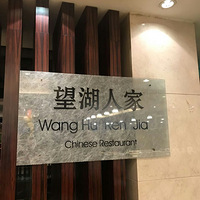 望湖人家
Wang Hu Ren Jia
Chinese Restaurant